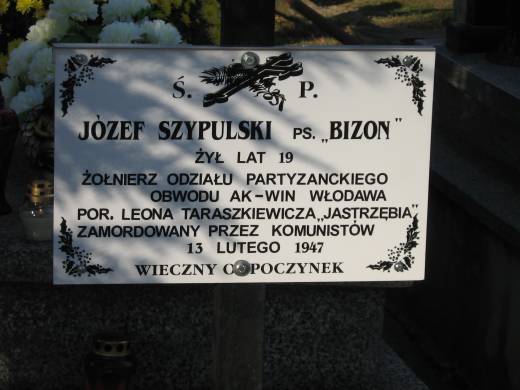 Ś. P.
JÓZEF SZYPULSKI PS. „BIZON"
ŻYŁ LAT 19
ŻOŁNIERZ ODZIAŁU PARTYZANCKIEGO
OBWODU AK-WIN WŁODAWA
POR. LEONA TARASZKIEWICZA „JASTRZĘBIA"
ZAMORDOWANY PRZEZ KOMUNISTÓW
13 LUTEGO 1947
WIECZNY ODPOCZYNEK